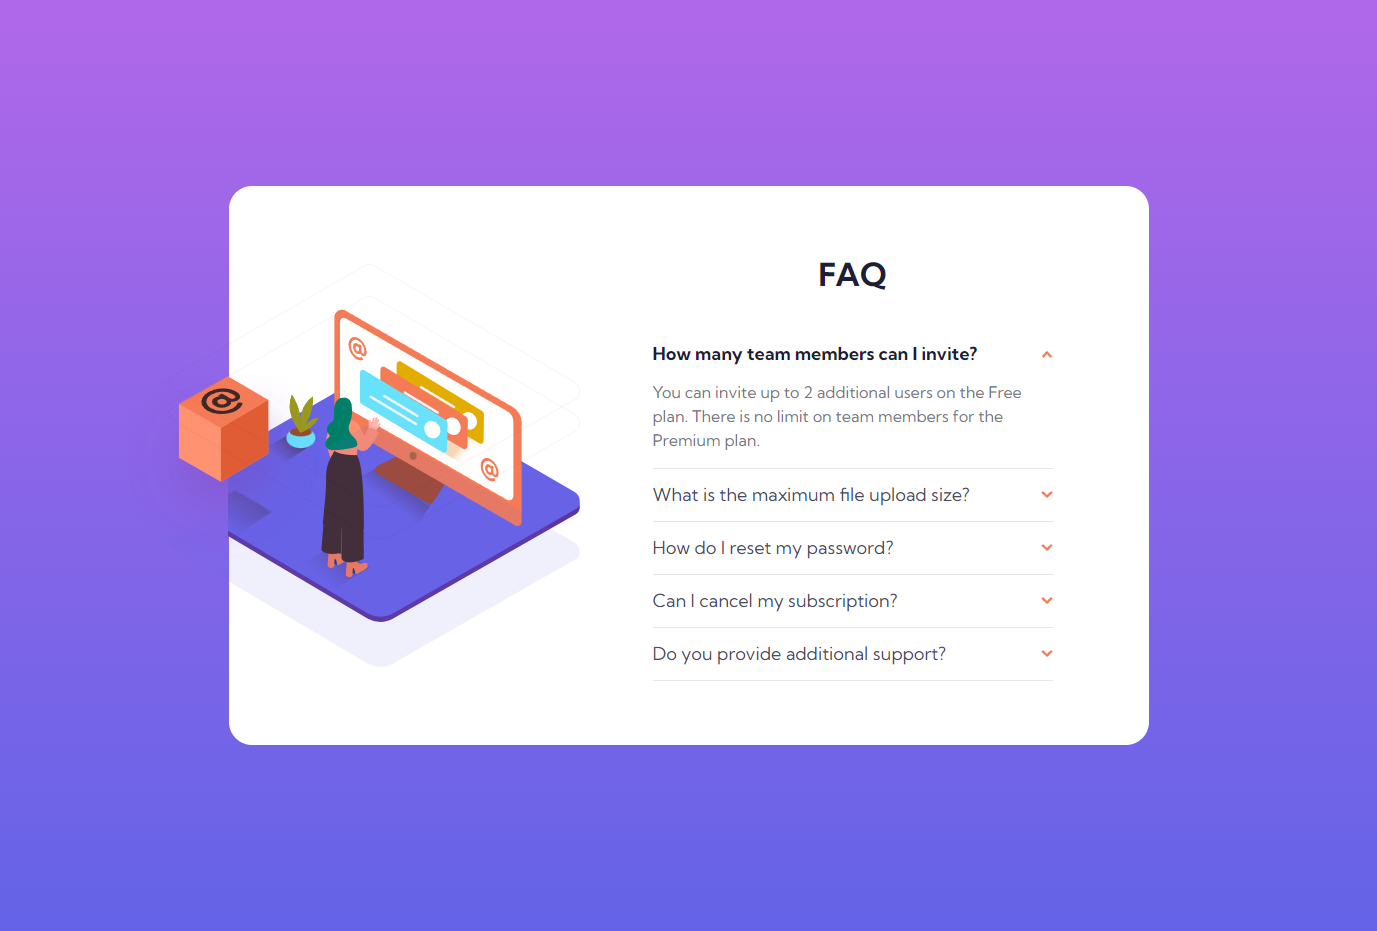 FAQ
How many team members can I invite?
You can invite up to 2 additional users on the Free
plan. There is no limit on team members for the
Premium plan.
What is the maximum file upload size?
How do I reset my password?
Can I cancel my subscription?
Do you provide additional support?
@
@
@